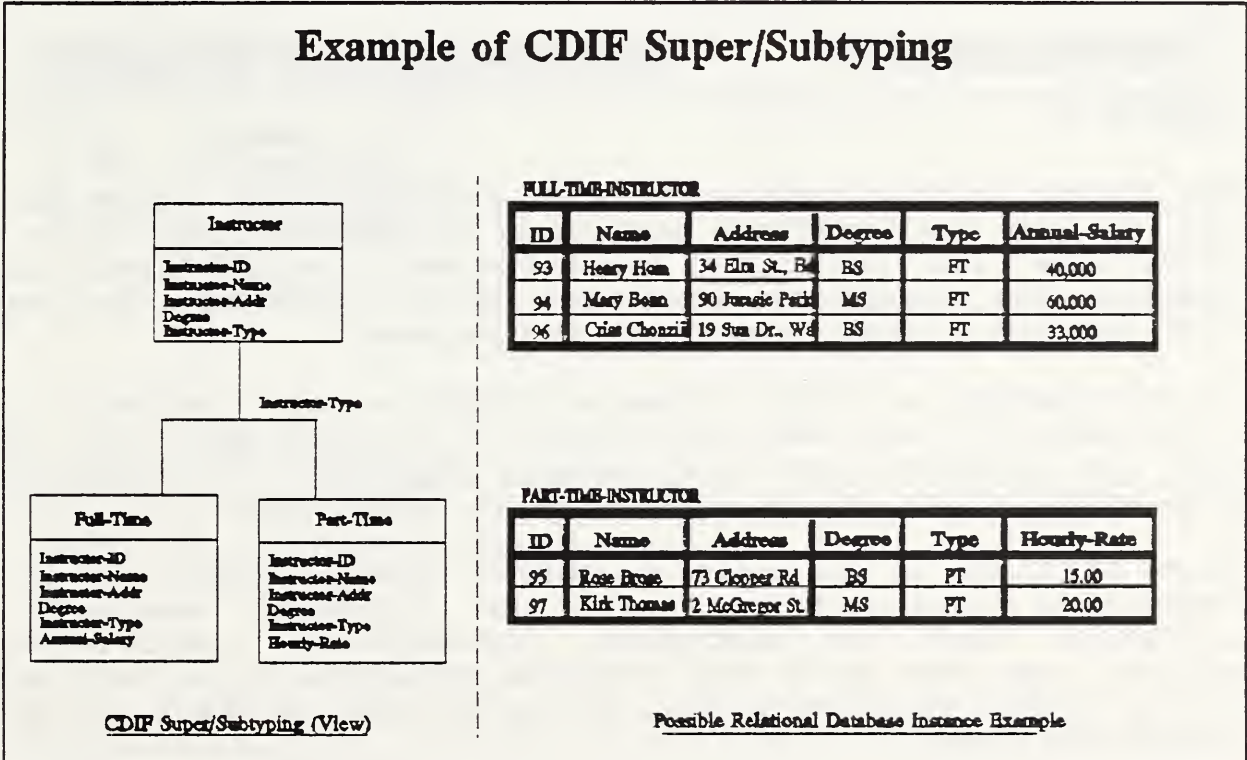 Example of CDIF Super/Subtyping
Instructor
Instructor-ID
Instructor-Name
Instructor-Addr
Degree
Instructor-Type
Instructor-Type
Full-Time
Instructor-ID
Instructor-Name
Instructor-Addr
Degree
Instructor-Type
Annual-Salary
Part-Time
Instructor-ID
Instructor-Name
Instructor-Addr
Degree
Instructor-Type
Hourly-Rate
CDIF Super/Subtyping (View)
FULL-TIME-INSTRUCTOR
ID Name Address Degree Type Annual-Salary
93 Henry 34 Elm St., BS FT 40,000
94 Mary Bean 90 Jurasic MS FT 60,000
96 19 Sun Dr., BS FT 33,000
PART-TIME-INSTRUCTOR
ID Name Address Degree Type Hourly-Rate
95 Rose 73 Clopper Rd BS PT 15.00
97 Kirk Thomas 2 McGregor St. MS PT 20.00
Possible Relational Database Instance Example